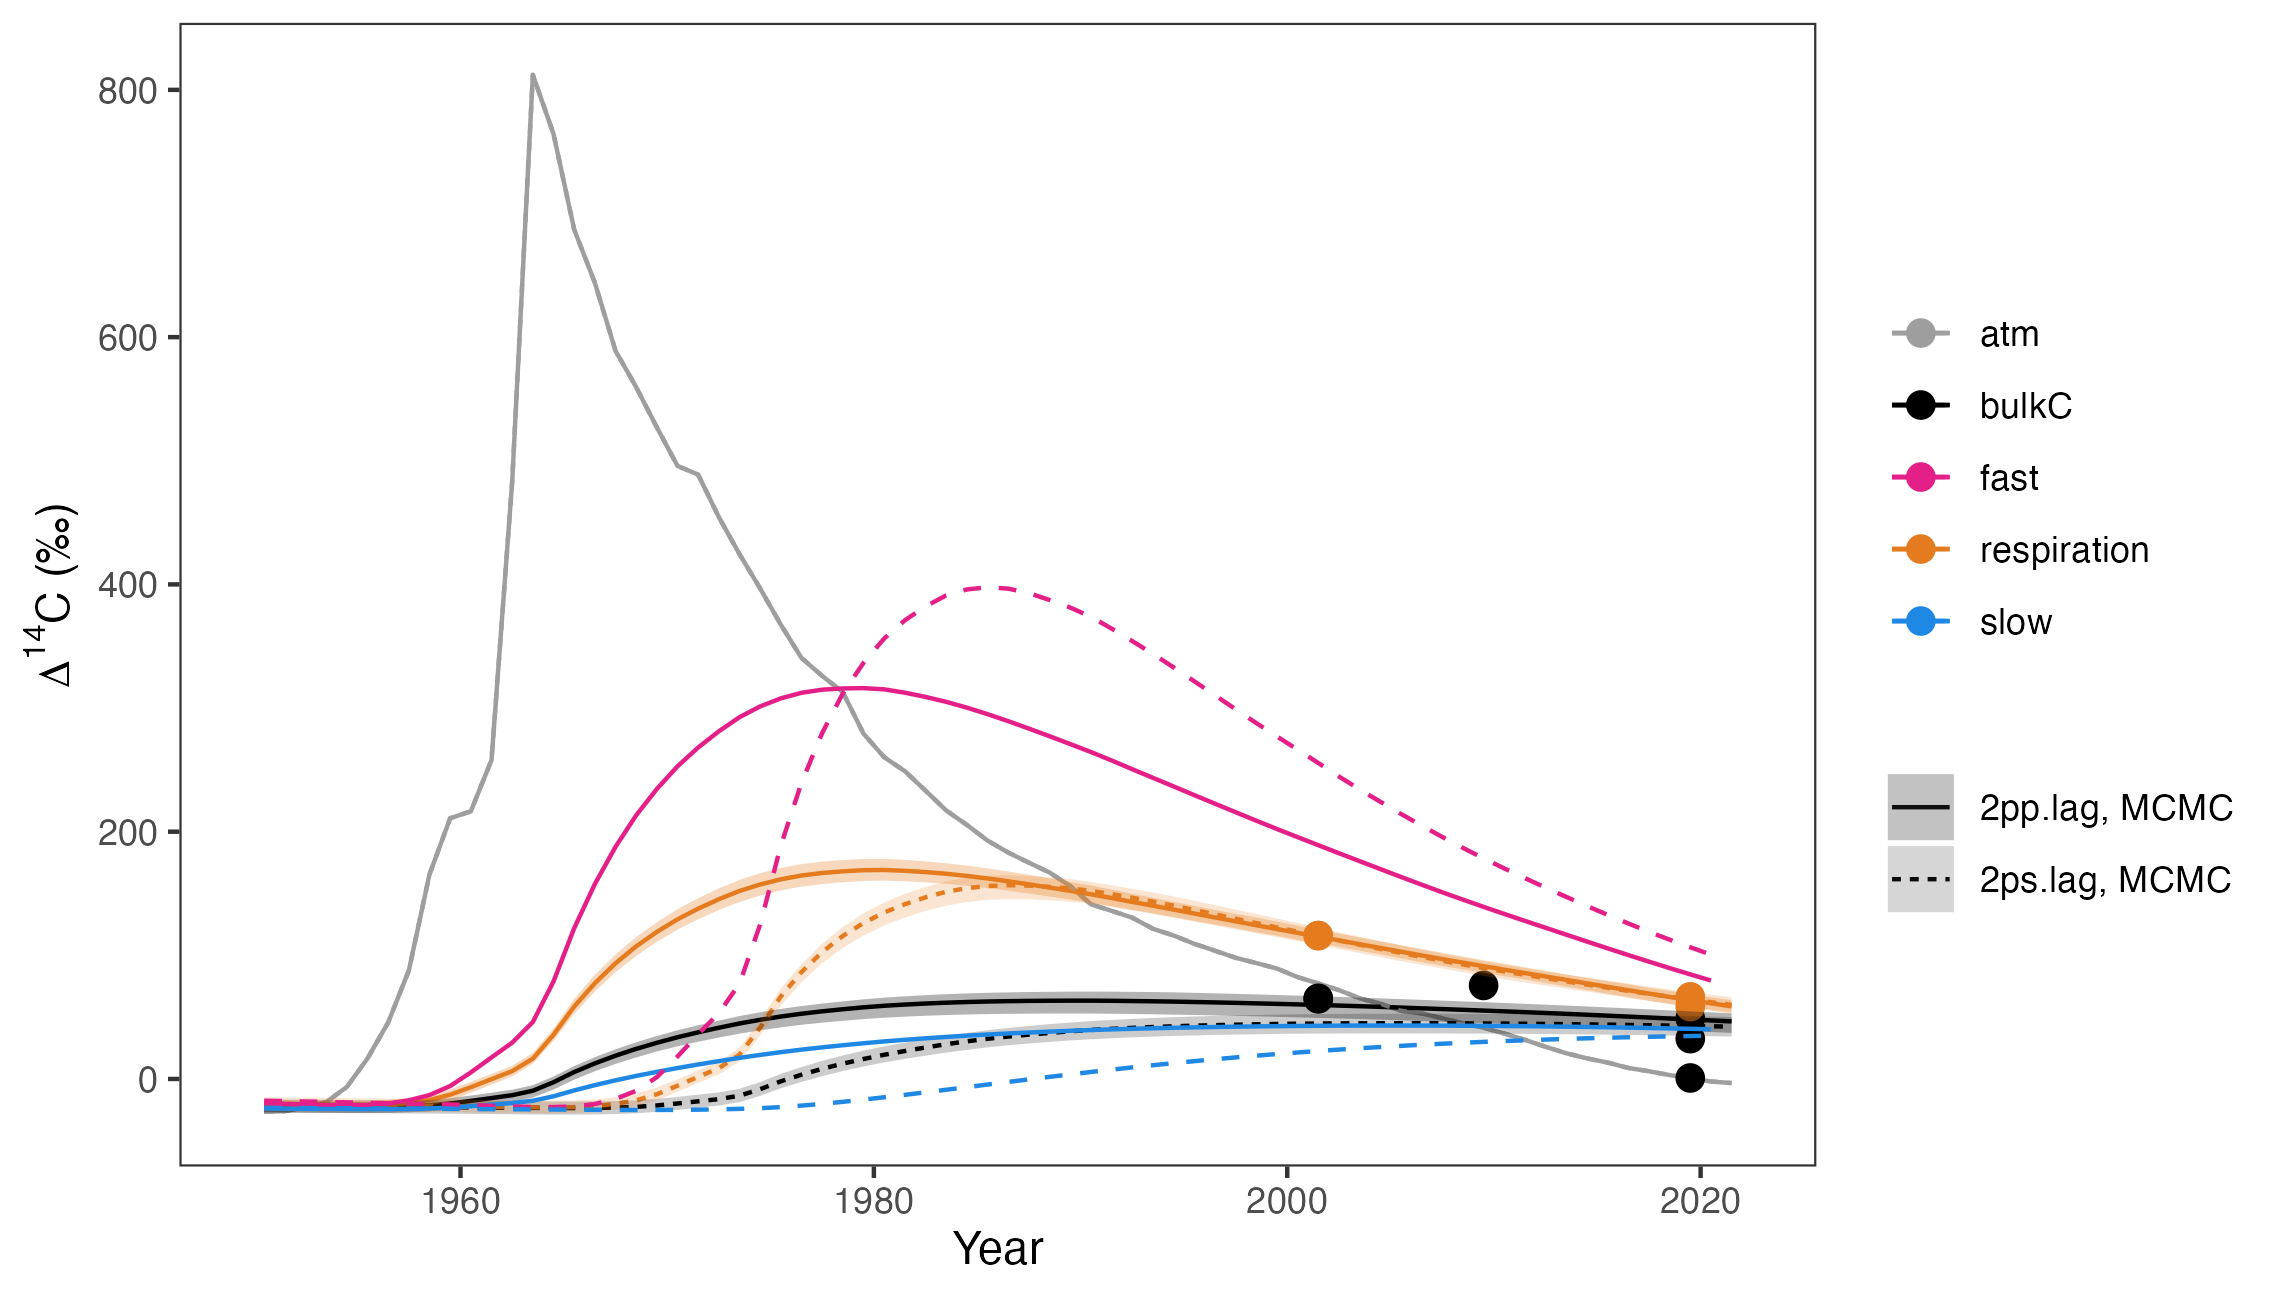 800
600
400
200
0
Δ¹⁴C (‰)
1960 1980 2000 2020
Year
atm
bulkC
fast
respiration
slow
2pp.lag, MCMC
2ps.lag, MCMC